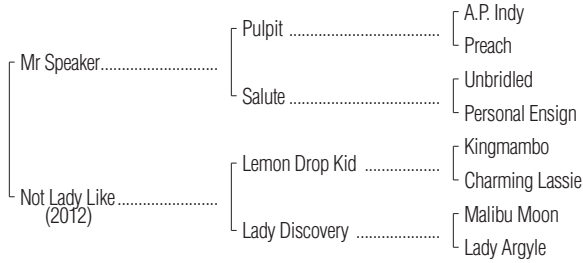 A.P. Indy
Pulpit
Preach
Mr Speaker
Unbridled
Salute
Personal Ensign
Kingmambo
Lemon Drop Kid
Charming Lassie
Not Lady Like
(2012)
Malibu Moon
Lady Discovery
Lady Argyle